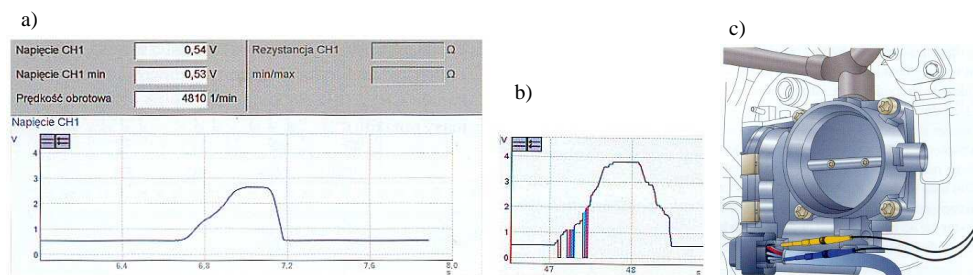 a)
Napięcie CH1 0,54 V Rezystancja CH1 Ω
Napięcie CH1 min 0,53 V min/max Ω
Prędkość obrotowa 4810 1/min
Napięcie CH1
V
4
3
2
1
0
6,4 6,8 7,2 7,6 8,0
s
b)
V
4
3
2
1
0
47 48 s
c)